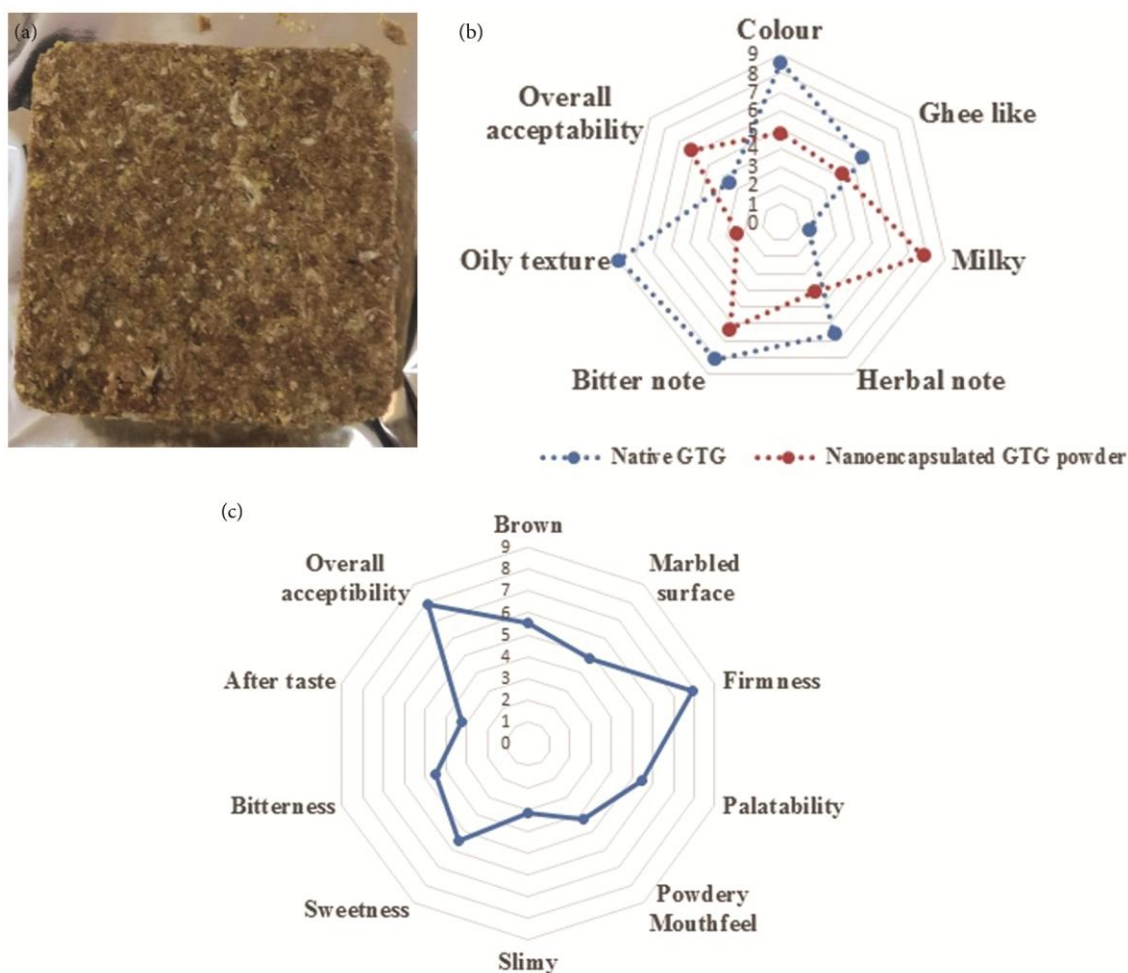 (a)
(b)
Colour
9
8
7
6
5
4
3
2
1
0
Overall
acceptability
Ghee like
Oily texture
Milky
Bitter note
Herbal note
Native GTG
Nanoencapsulated GTG powder
(c)
Brown
9
8
7
6
5
4
3
2
1
0
Overall
acceptibility
Marbled
surface
After taste
Firmness
Bitterness
Palatability
Sweetness
Powdery
Mouthfeel
Slimy